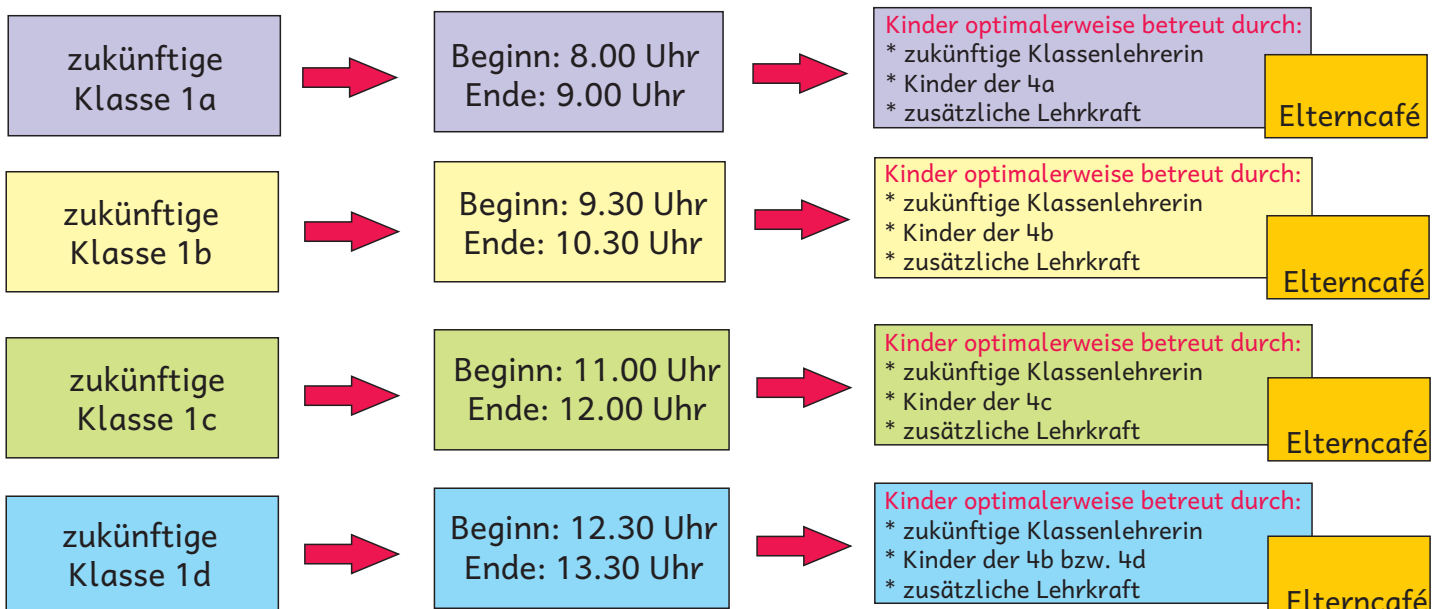 zukünftige
Klasse 1a
Beginn: 8.00 Uhr
Ende: 9.00 Uhr
Kinder optimalerweise betreut durch:
* zukünftige Klassenlehrerin
* Kinder der 4a
* zusätzliche Lehrkraft
Elterncafé
zukünftige
Klasse 1b
Beginn: 9.30 Uhr
Ende: 10.30 Uhr
Kinder optimalerweise betreut durch:
* zukünftige Klassenlehrerin
* Kinder der 4b
* zusätzliche Lehrkraft
Elterncafé
zukünftige
Klasse 1c
Beginn: 11.00 Uhr
Ende: 12.00 Uhr
Kinder optimalerweise betreut durch:
* zukünftige Klassenlehrerin
* Kinder der 4c
* zusätzliche Lehrkraft
Elterncafé
zukünftige
Klasse 1d
Beginn: 12.30 Uhr
Ende: 13.30 Uhr
Kinder optimalerweise betreut durch:
* zukünftige Klassenlehrerin
* Kinder der 4b bzw. 4d
* zusätzliche Lehrkraft
Elterncafé